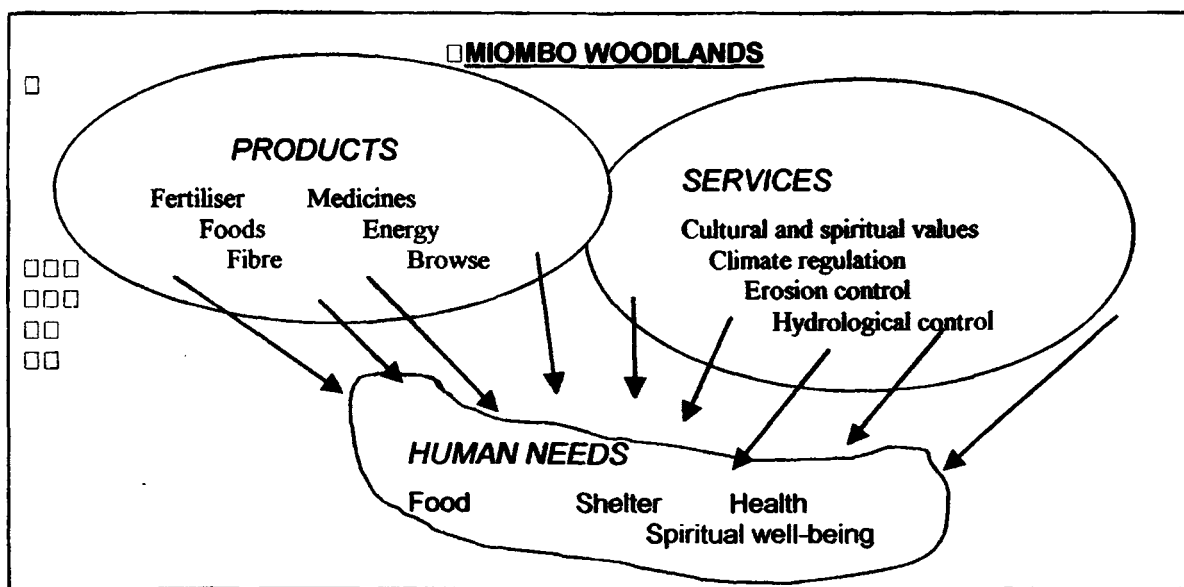 MIOMBO WOODLANDS
PRODUCTS
Fertiliser Medicines
Foods Energy
Fibre Browse
SERVICES
Cultural and spiritual values
Climate regulation
Erosion control
Hydrological control
HUMAN NEEDS
Food Shelter Health
Spiritual well-being